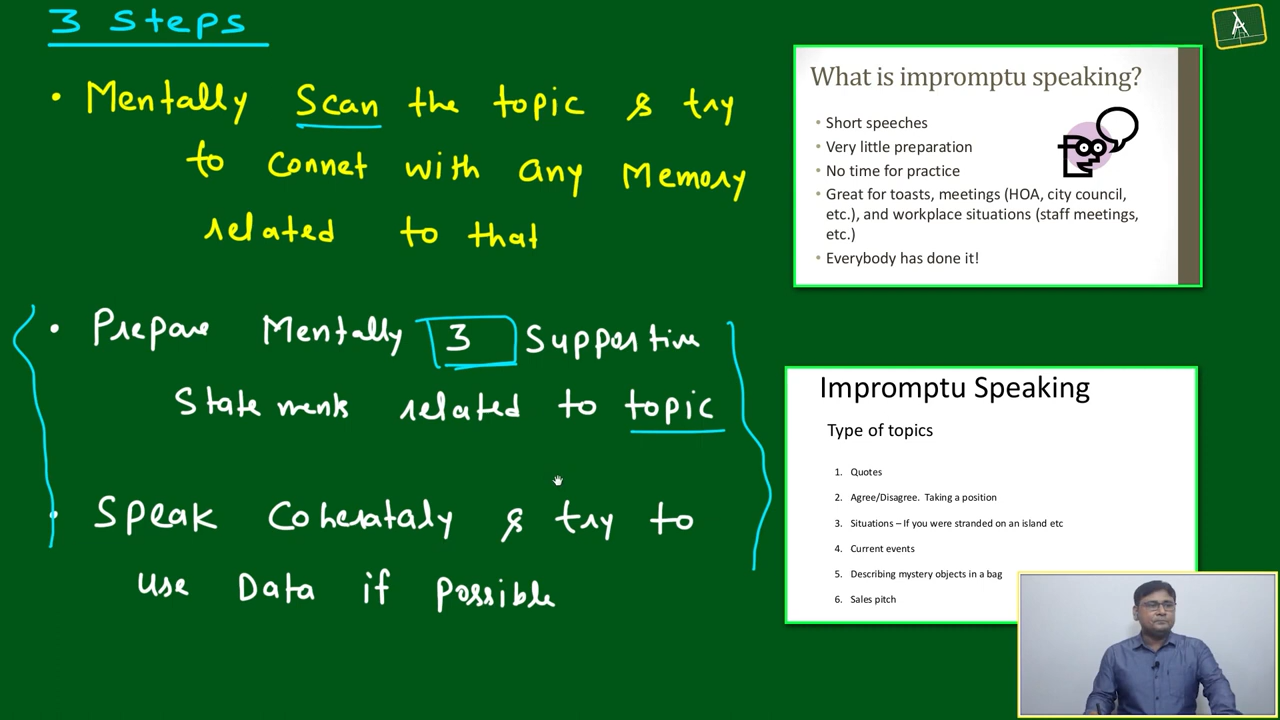 3 Steps
• Mentally Scan the topic & try
to Connet with any Memory
related to that
• Prepare Mentally 3 Supportive
Statements related to topic
• Speak Coherataly & try to
use Data if possible
What is impromptu speaking?
• Short speeches
• Very little preparation
• No time for practice
• Great for toasts, meetings (HOA, city council,
etc.), and workplace situations (staff meetings,
etc.)
• Everybody has done it!
Impromptu Speaking
Type of topics
1. Quotes
2. Agree/Disagree. Taking a position
3. Situations – If you were stranded on an island etc
4. Current events
5. Describing mystery objects in a bag
6. Sales pitch